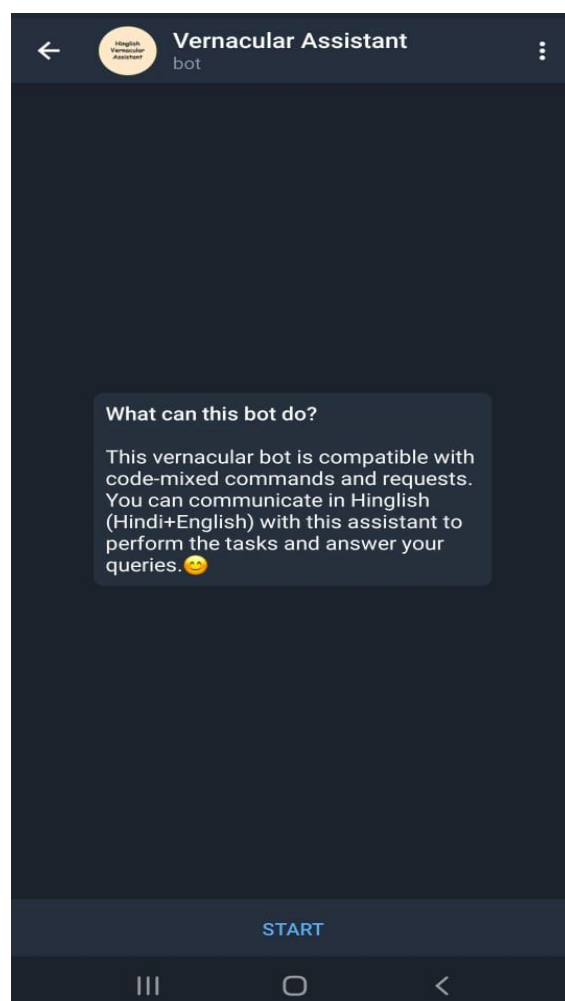 Hinglish
Vernacular
Assistant
Vernacular Assistant
bot
What can this bot do?
This vernacular bot is compatible with
code-mixed commands and requests.
You can communicate in Hinglish
(Hindi+English) with this assistant to
perform the tasks and answer your
queries.😊
START